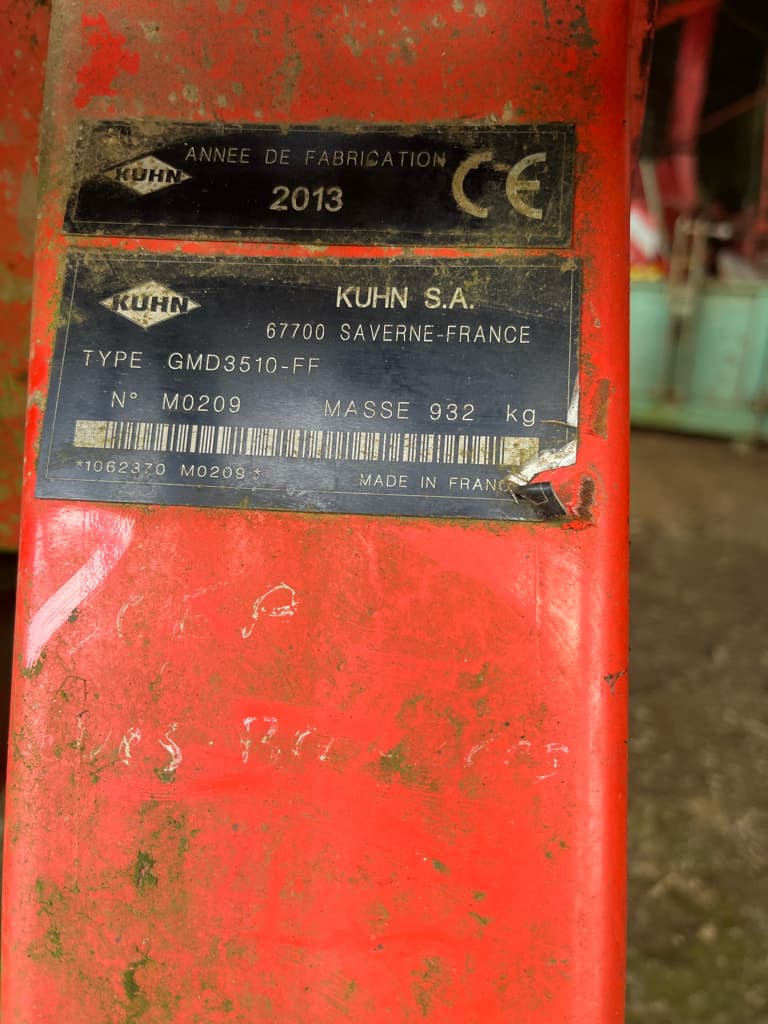 KUHN
ANNEE DE FABRICATION
2013
CE
KUHN
KUHN S.A.
67700 SAVERNE-FRANCE
TYPE GMD3510-FF
N° M0209 MASSE 932 kg
*1062370 M0209*
MADE IN